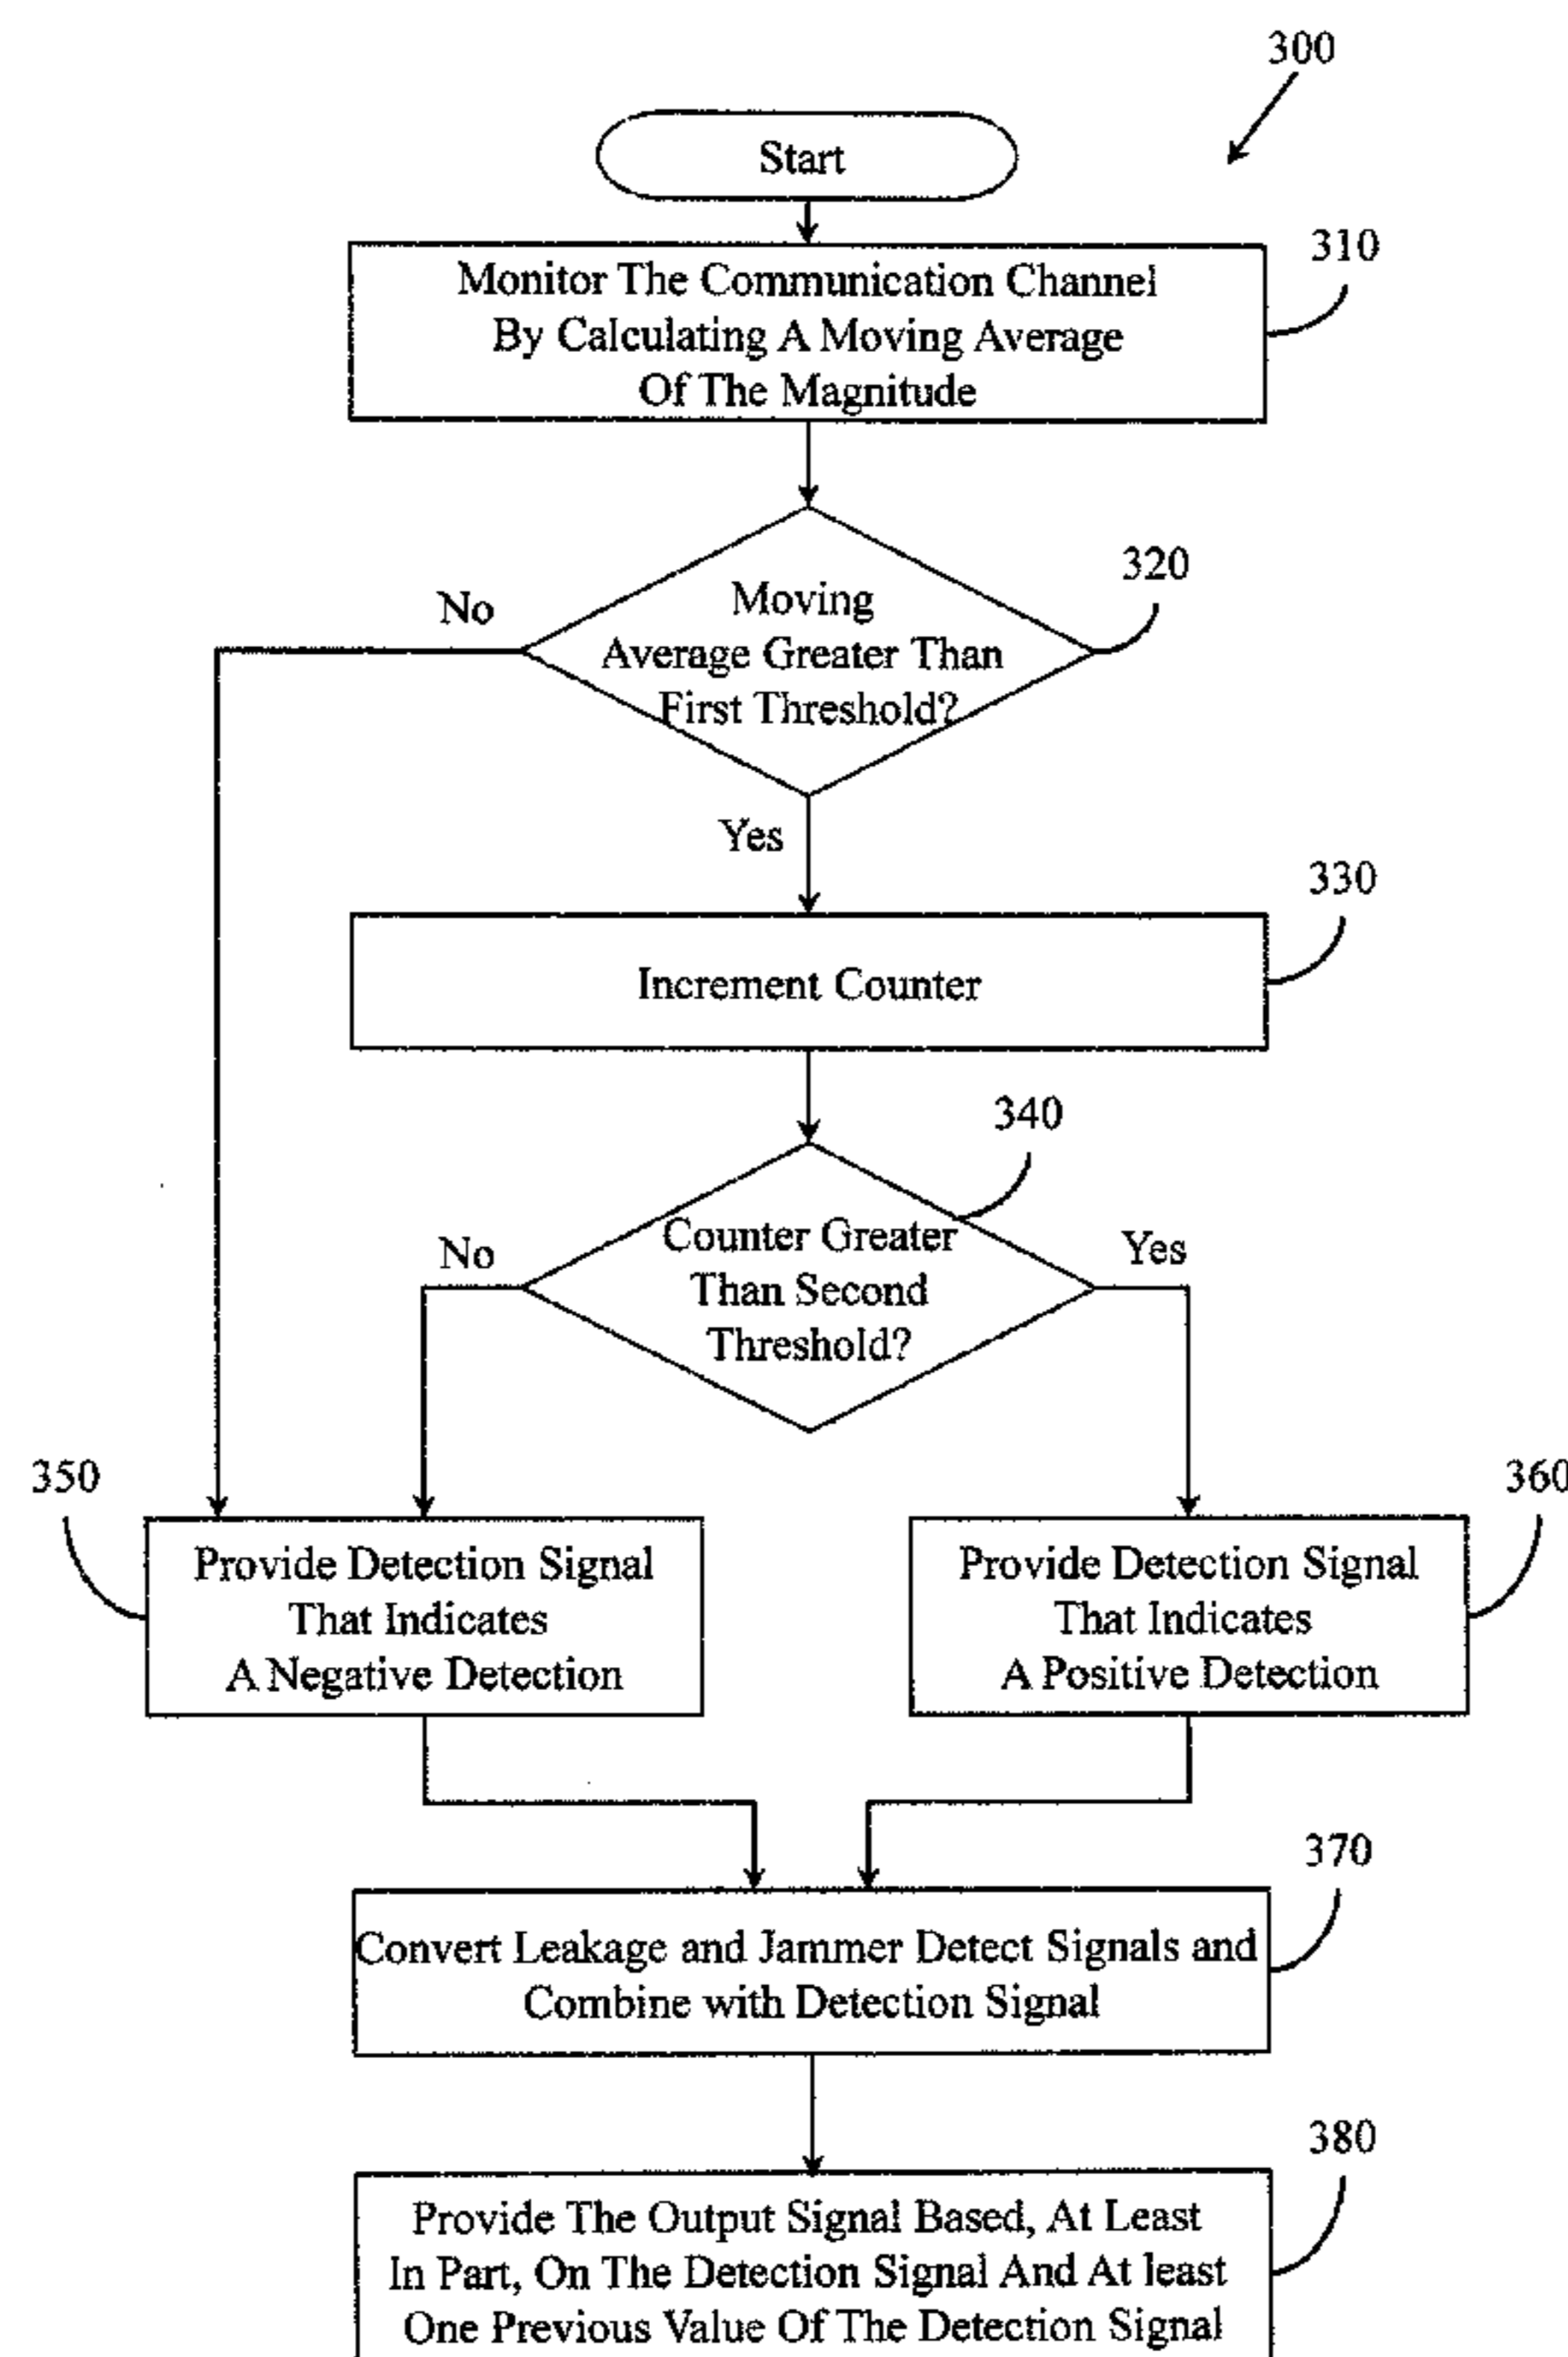 300
Start
310
Monitor The Communication Channel
By Calculating A Moving Average
Of The Magnitude
320
No
Moving
Average Greater Than
First Threshold?
Yes
330
Increment Counter
340
No
Counter Greater
Than Second
Threshold?
Yes
350
360
Provide Detection Signal
That Indicates
A Negative Detection
Provide Detection Signal
That Indicates
A Positive Detection
370
Convert Leakage and Jammer Detect Signals and
Combine with Detection Signal
380
Provide The Output Signal Based, At Least
In Part, On The Detection Signal And At least
One Previous Value Of The Detection Signal